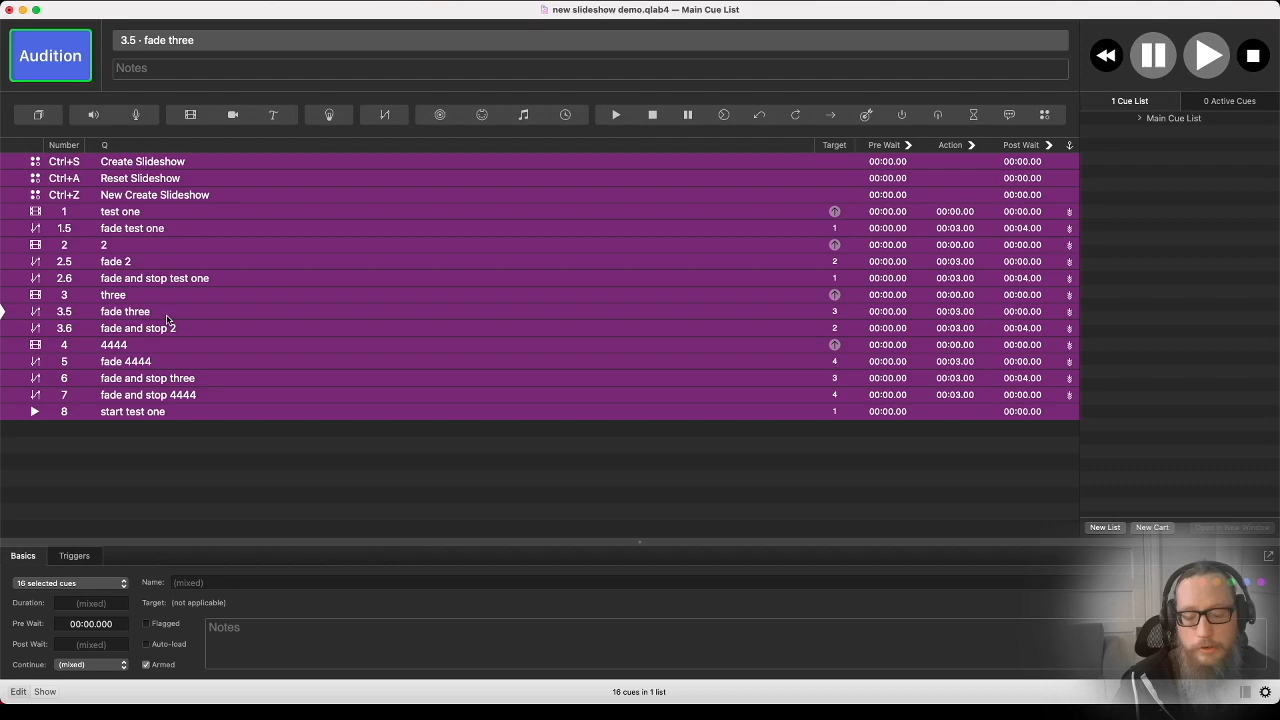 new slideshow demo.qlab4 — Main Cue List
Audition
3.5 · fade three
Notes
1 Cue List
0 Active Cues
Main Cue List
Number Q Target Pre Wait Action Post Wait
Ctrl+S Create Slideshow 00:00.00 00:00.00
Ctrl+A Reset Slideshow 00:00.00 00:00.00
Ctrl+Z New Create Slideshow 00:00.00 00:00.00
1 test one 00:00.00 00:00.00 00:00.00
1.5 fade test one 1 00:00.00 00:03.00 00:04.00
2 2 00:00.00 00:00.00 00:00.00
2.5 fade 2 2 00:00.00 00:03.00 00:00.00
2.6 fade and stop test one 1 00:00.00 00:03.00 00:04.00
3 three 00:00.00 00:00.00 00:00.00
3.5 fade three 3 00:00.00 00:03.00 00:00.00
3.6 fade and stop 2 2 00:00.00 00:03.00 00:04.00
4 4444 00:00.00 00:00.00 00:00.00
5 fade 4444 4 00:00.00 00:03.00 00:00.00
6 fade and stop three 3 00:00.00 00:03.00 00:04.00
7 fade and stop 4444 4 00:00.00 00:03.00 00:00.00
8 start test one 1 00:00.00 00:00.00
New List
New Cart
Open in New Window
Basics
Triggers
16 selected cues
Name: (mixed)
Duration: (mixed)
Target: (not applicable)
Pre Wait: 00:00.000
Flagged
Notes
Post Wait: (mixed)
Auto-load
Continue: (mixed)
Armed
Edit
Show
16 cues in 1 list